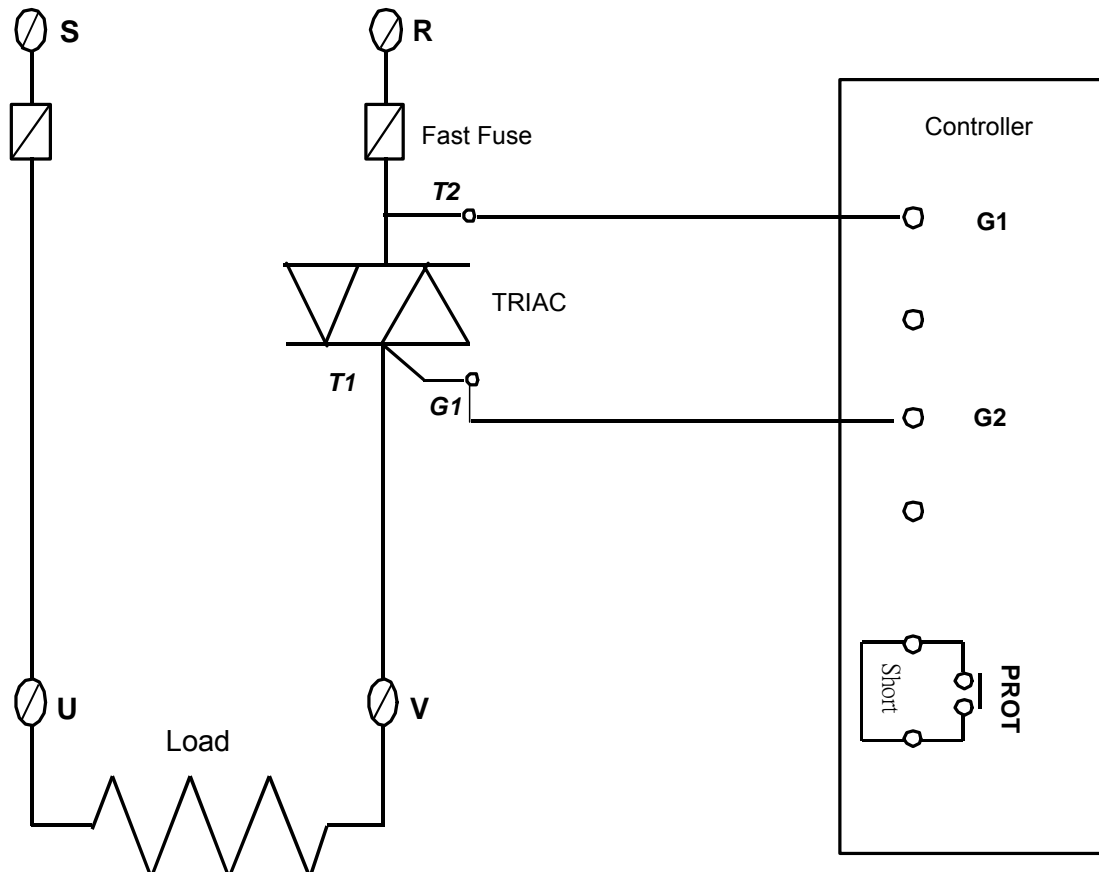 S
R
Controller
Fast Fuse
T2
G1
TRIAC
T1
G1
G2
Short
PROT
U
V
Load